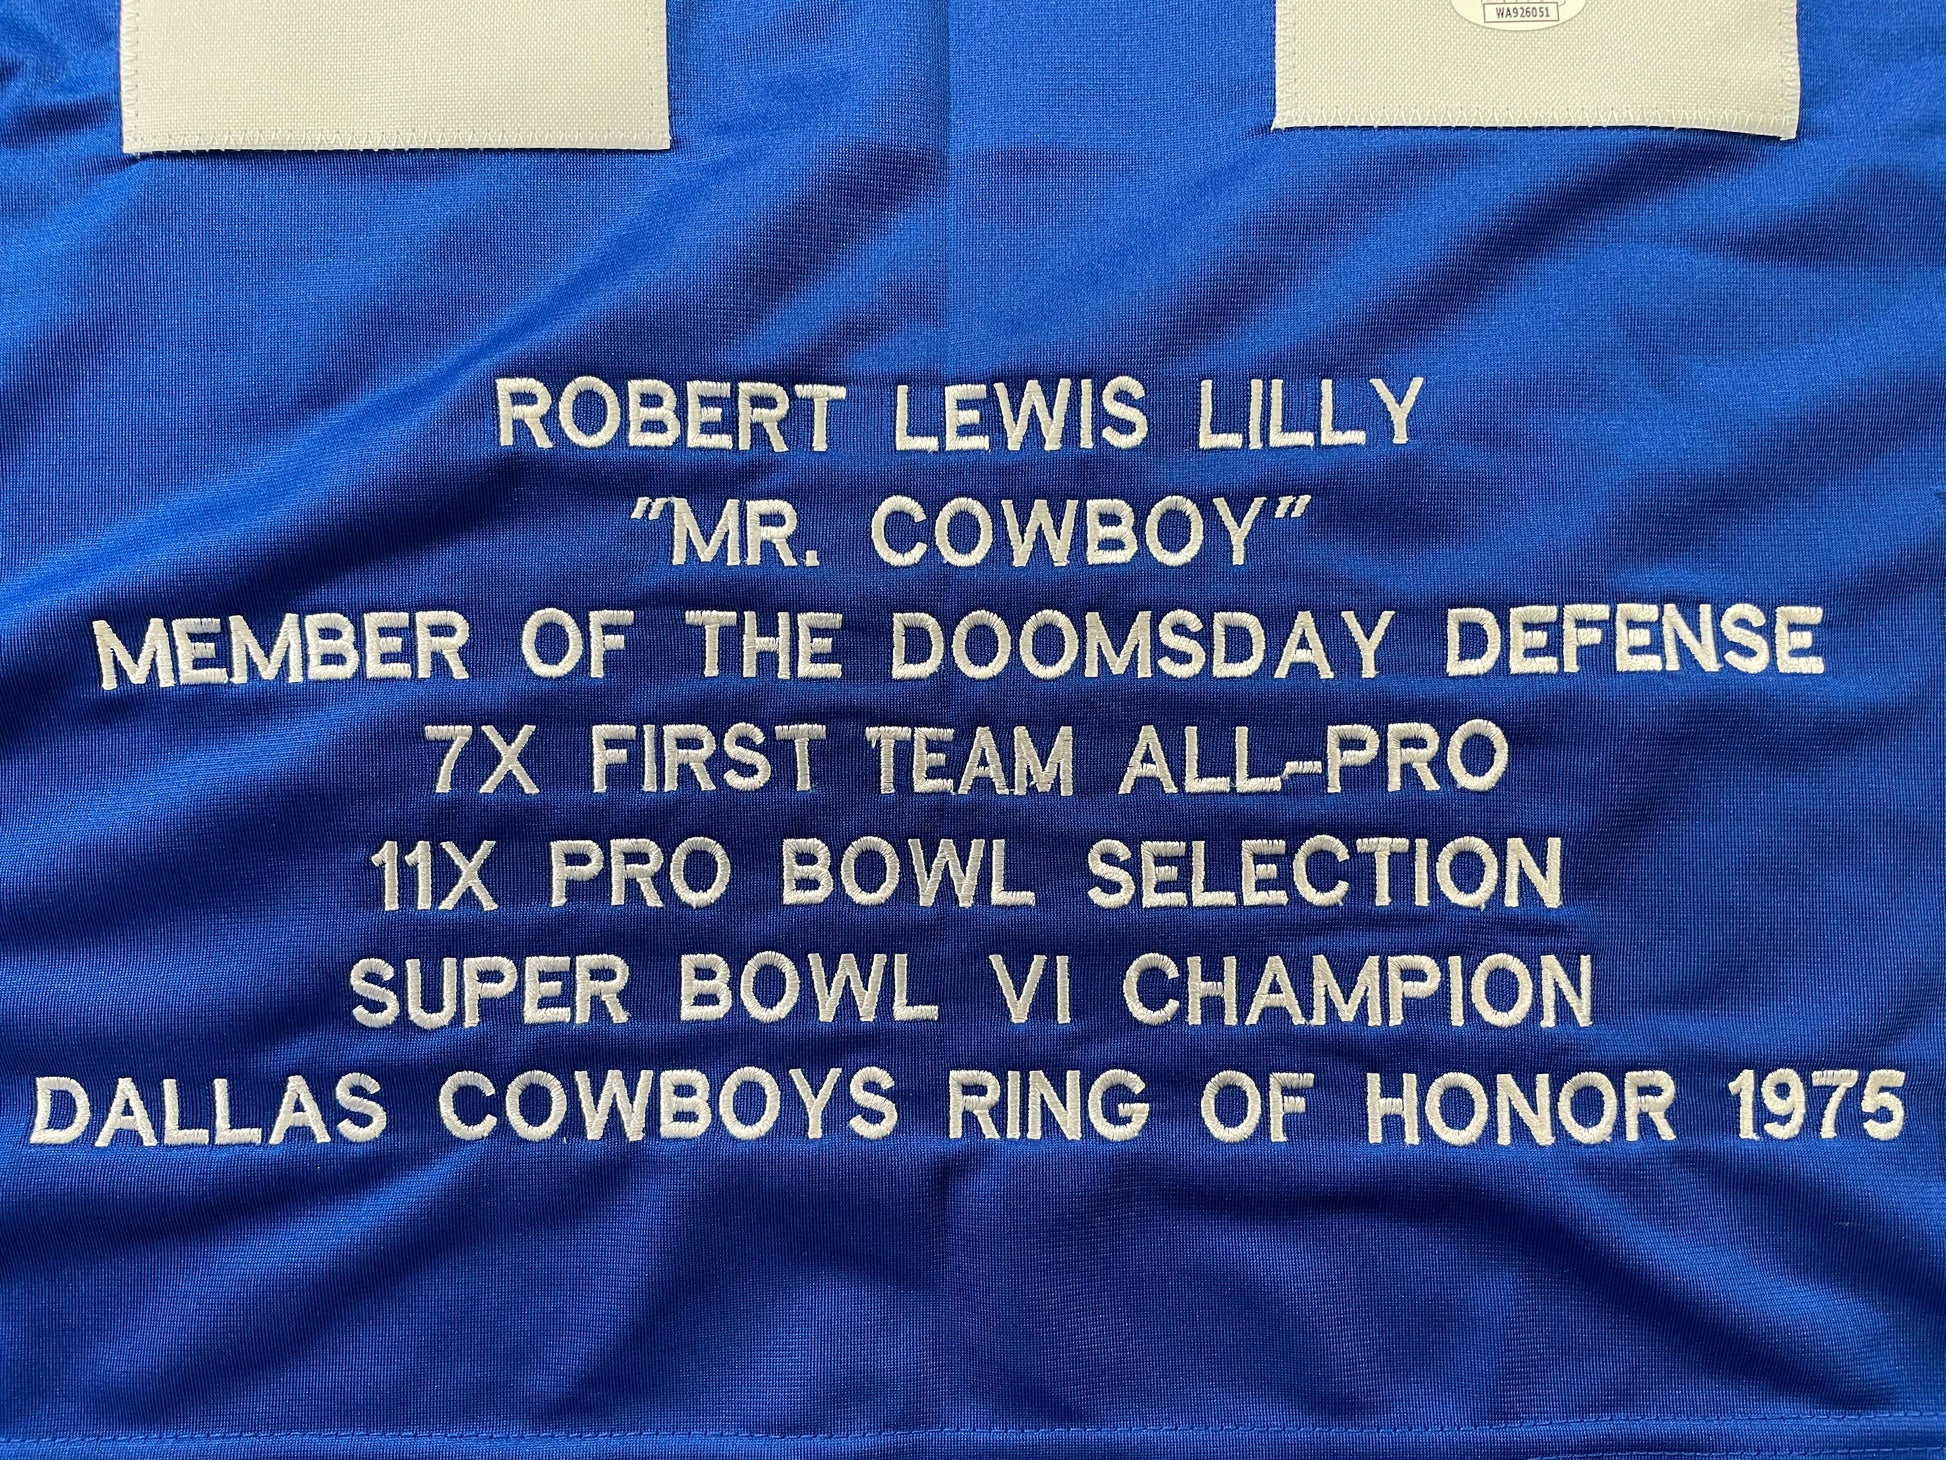 WA926051
ROBERT LEWIS LILLY
"MR. COWBOY"
MEMBER OF THE DOOMSDAY DEFENSE
7X FIRST TEAM ALL-PRO
11X PRO BOWL SELECTION
SUPER BOWL VI CHAMPION
DALLAS COWBOYS RING OF HONOR 1975